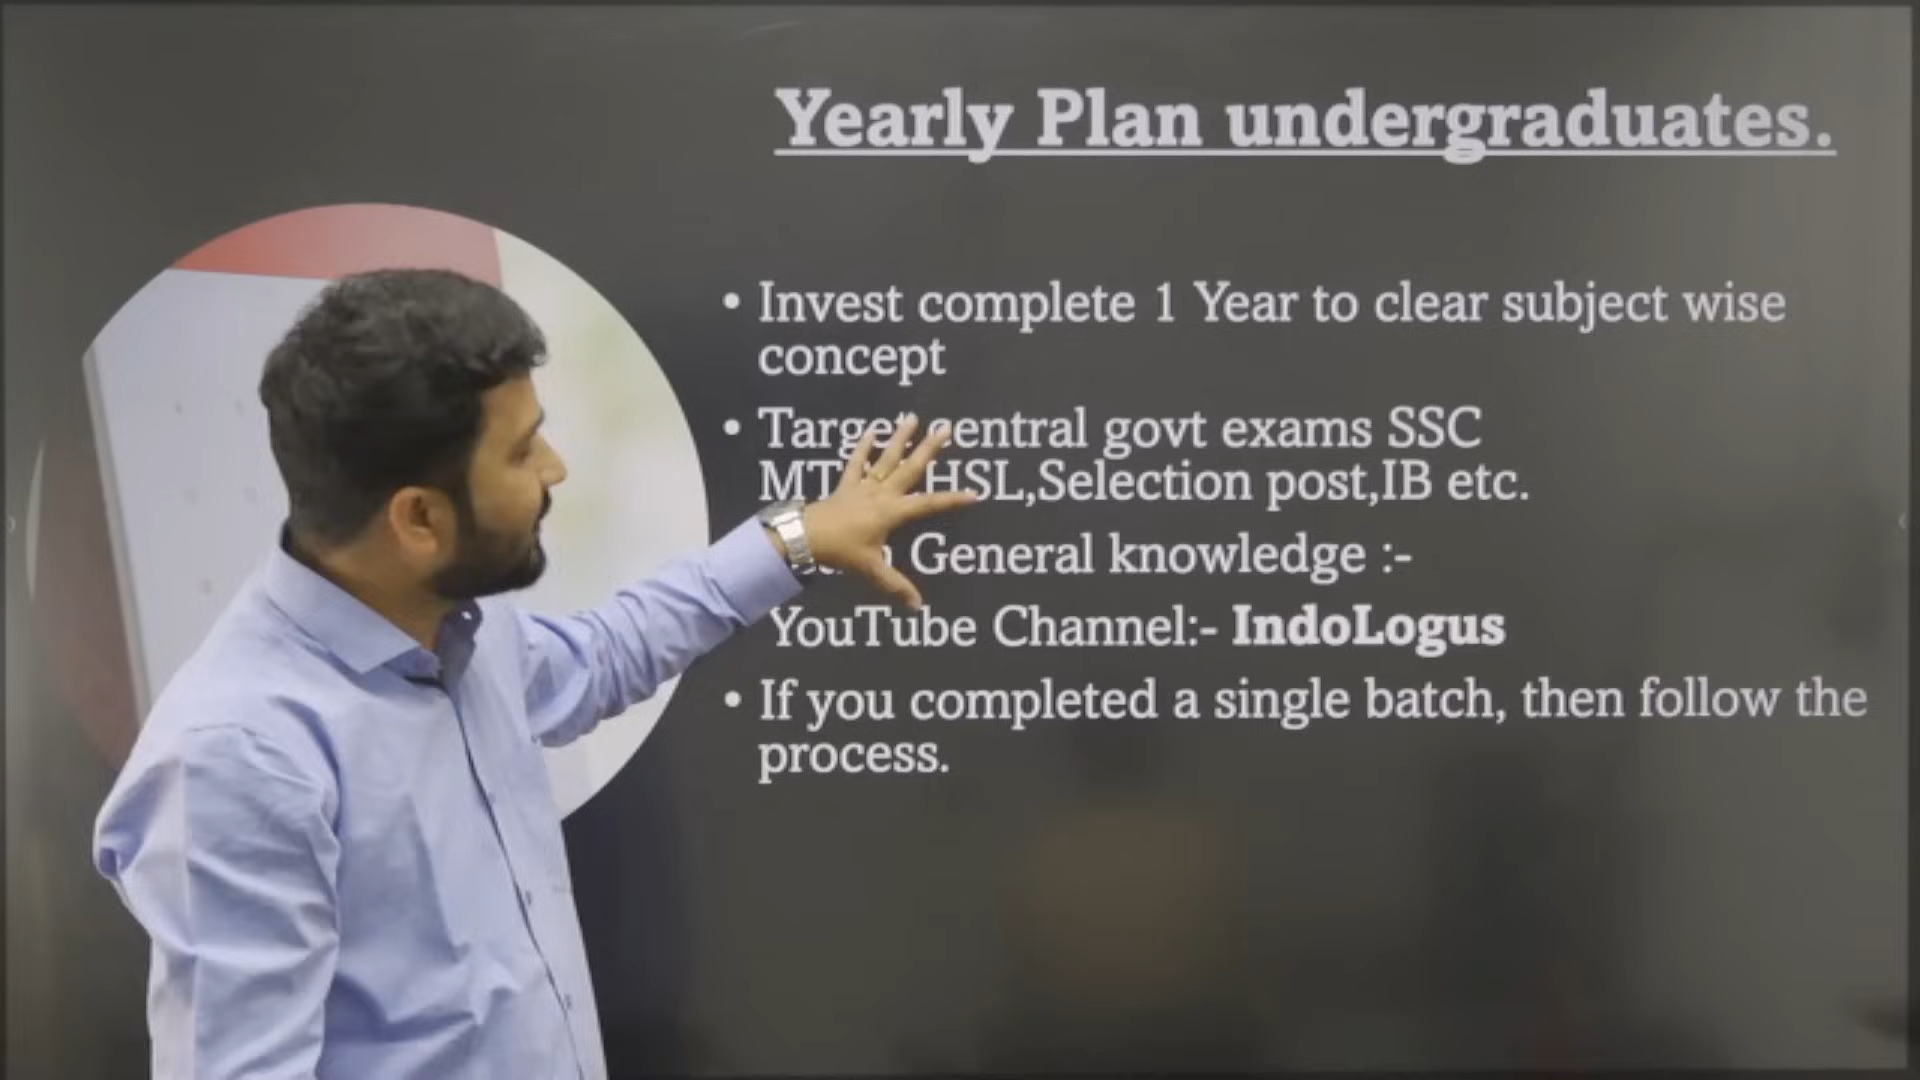 Yearly Plan undergraduates.
• Invest complete 1 Year to clear subject wise
concept
• Target central govt exams SSC
HSL,Selection post,IB etc.
General knowledge :-
YouTube Channel:- IndoLogus
• If you completed a single batch, then follow the
process.